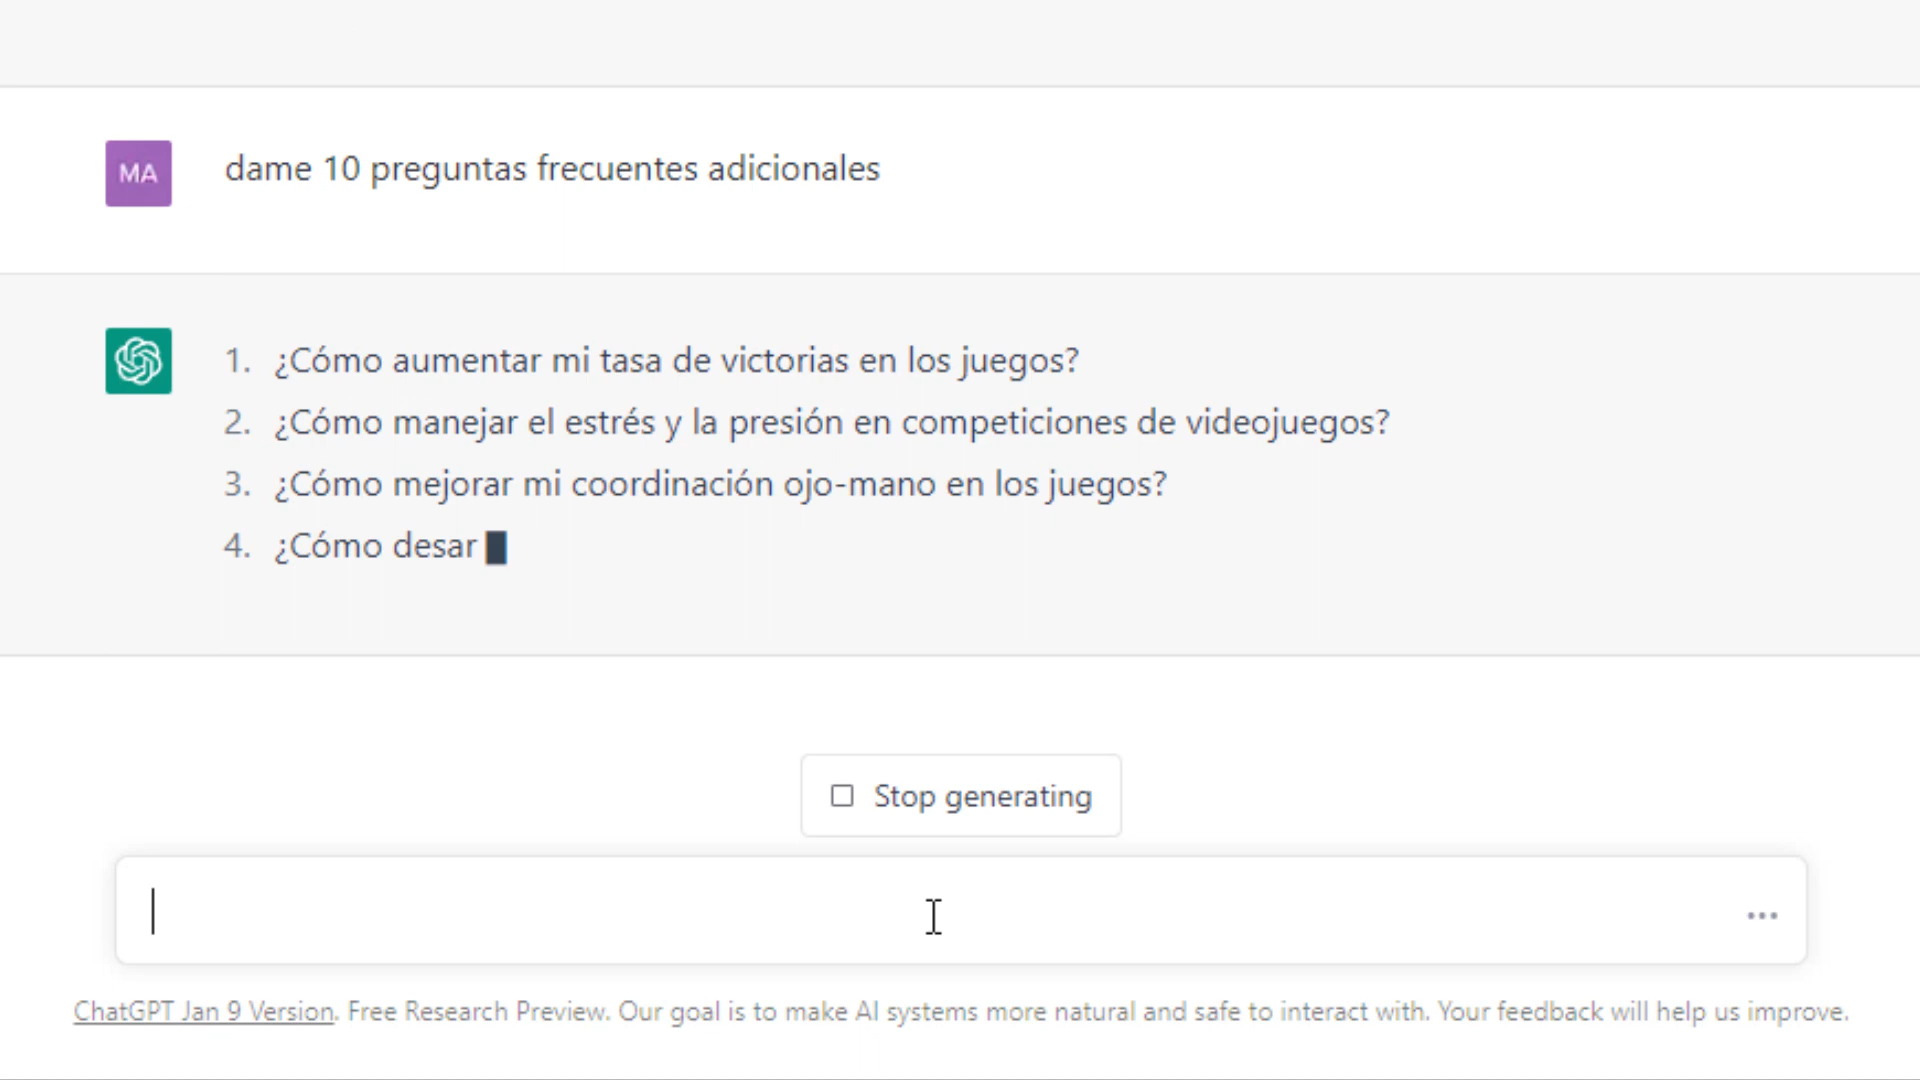 MA
dame 10 preguntas frecuentes adicionales
1. ¿Cómo aumentar mi tasa de victorias en los juegos?
2. ¿Cómo manejar el estrés y la presión en competiciones de videojuegos?
3. ¿Cómo mejorar mi coordinación ojo-mano en los juegos?
4. ¿Cómo desar
Stop generating
ChatGPT Jan 9 Version. Free Research Preview. Our goal is to make AI systems more natural and safe to interact with. Your feedback will help us improve.